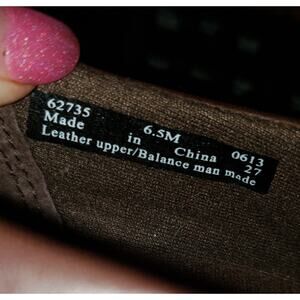 62735 6.5M 0613
Made in China 27
Leather upper/Balance man made